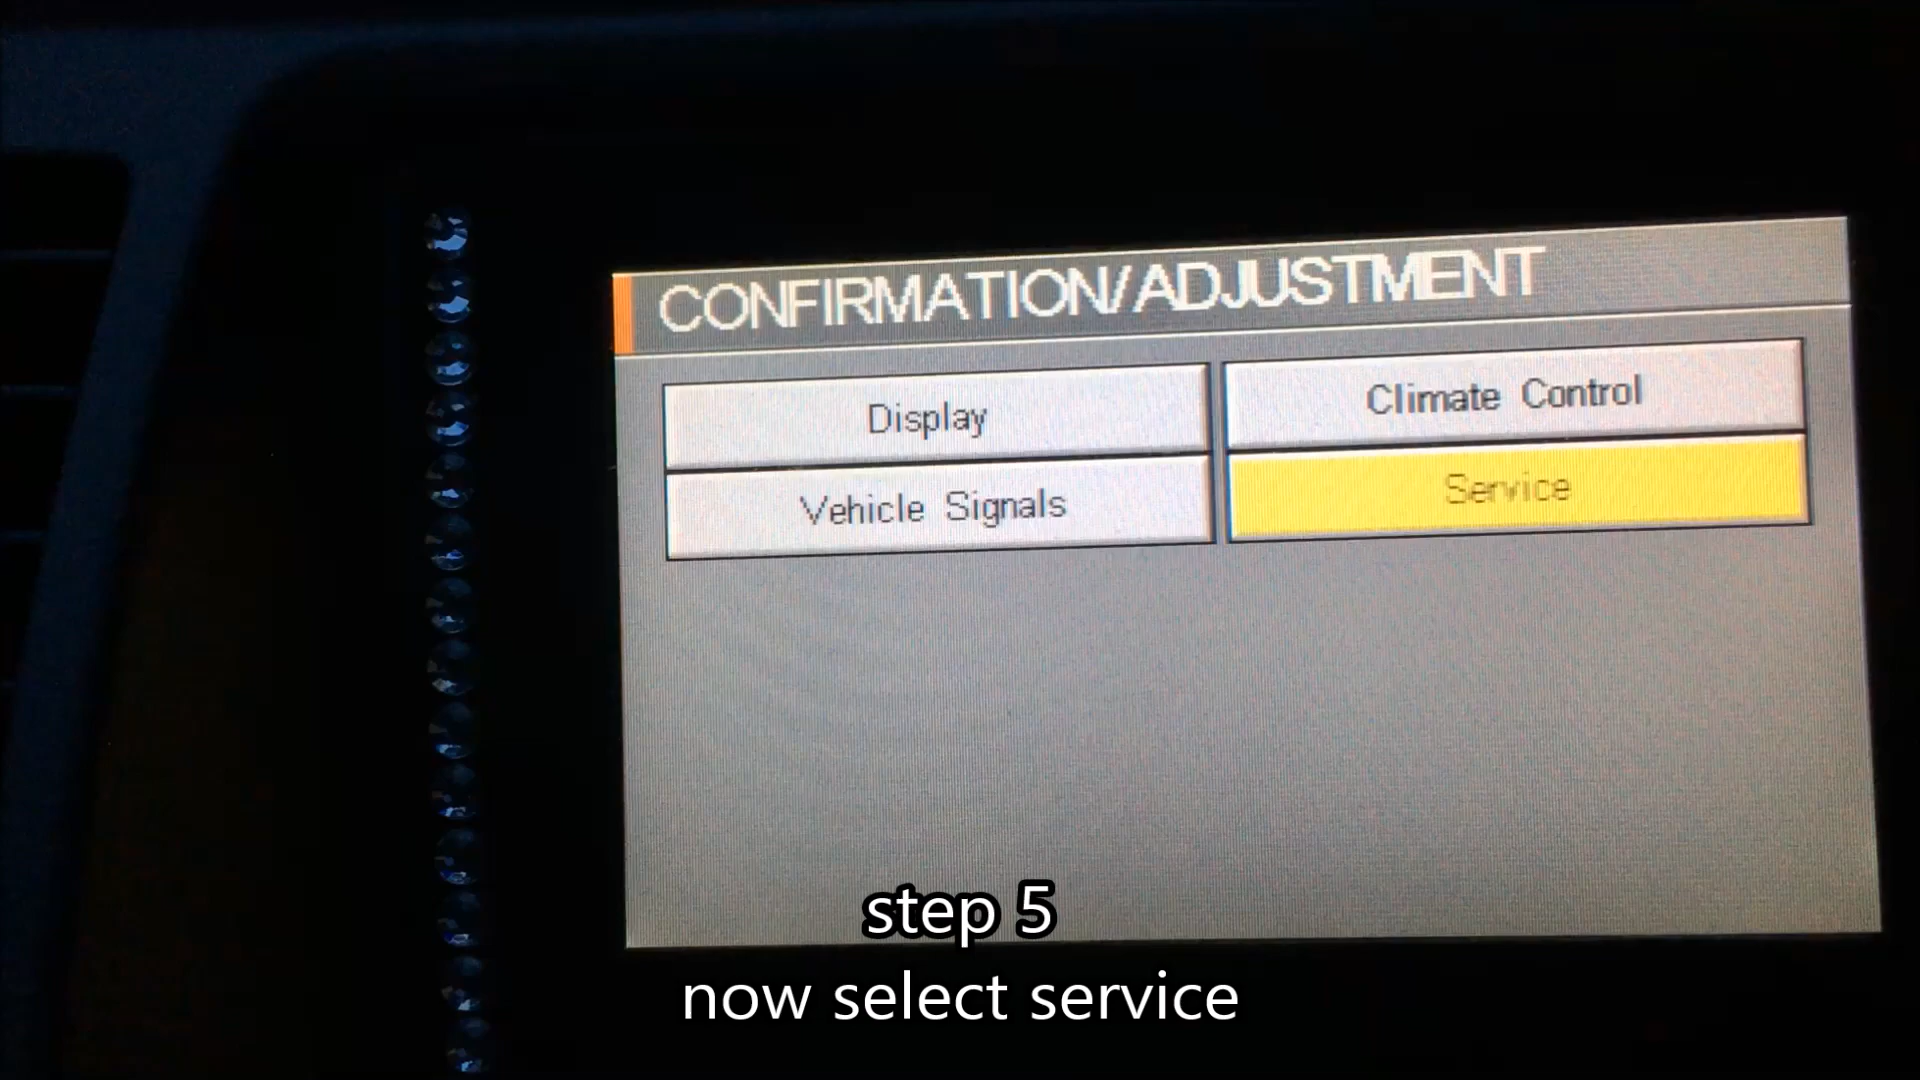 CONFIRMATION/ADJUSTMENT
Display
Climate Control
Vehicle Signals
Service
step 5
now select service